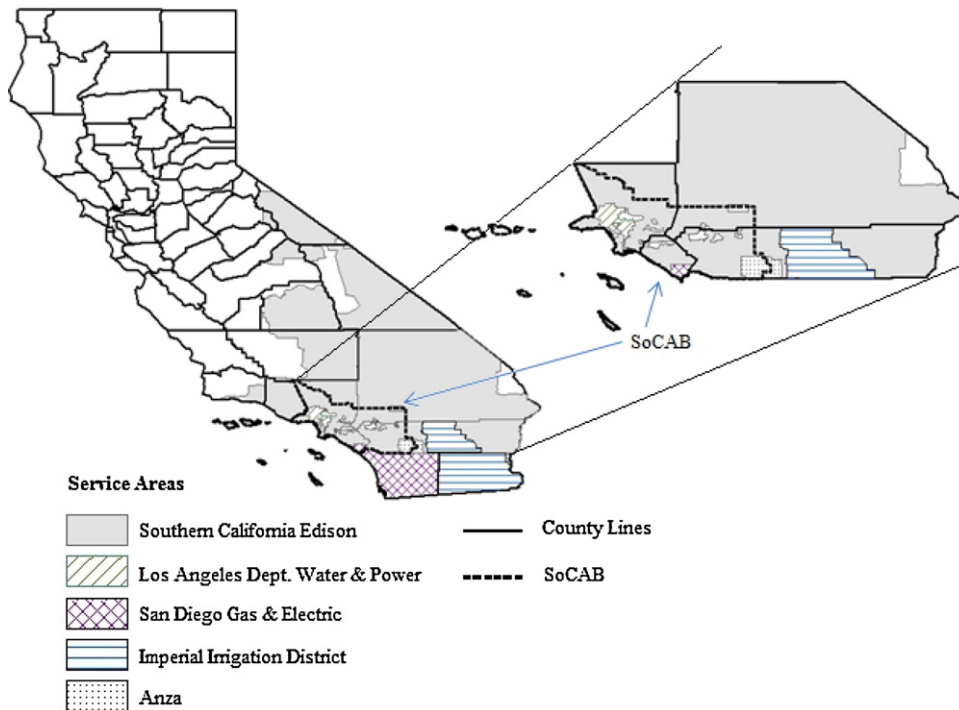 SoCAB
Service Areas
Southern California Edison
County Lines
Los Angeles Dept. Water & Power
SoCAB
San Diego Gas & Electric
Imperial Irrigation District
Anza